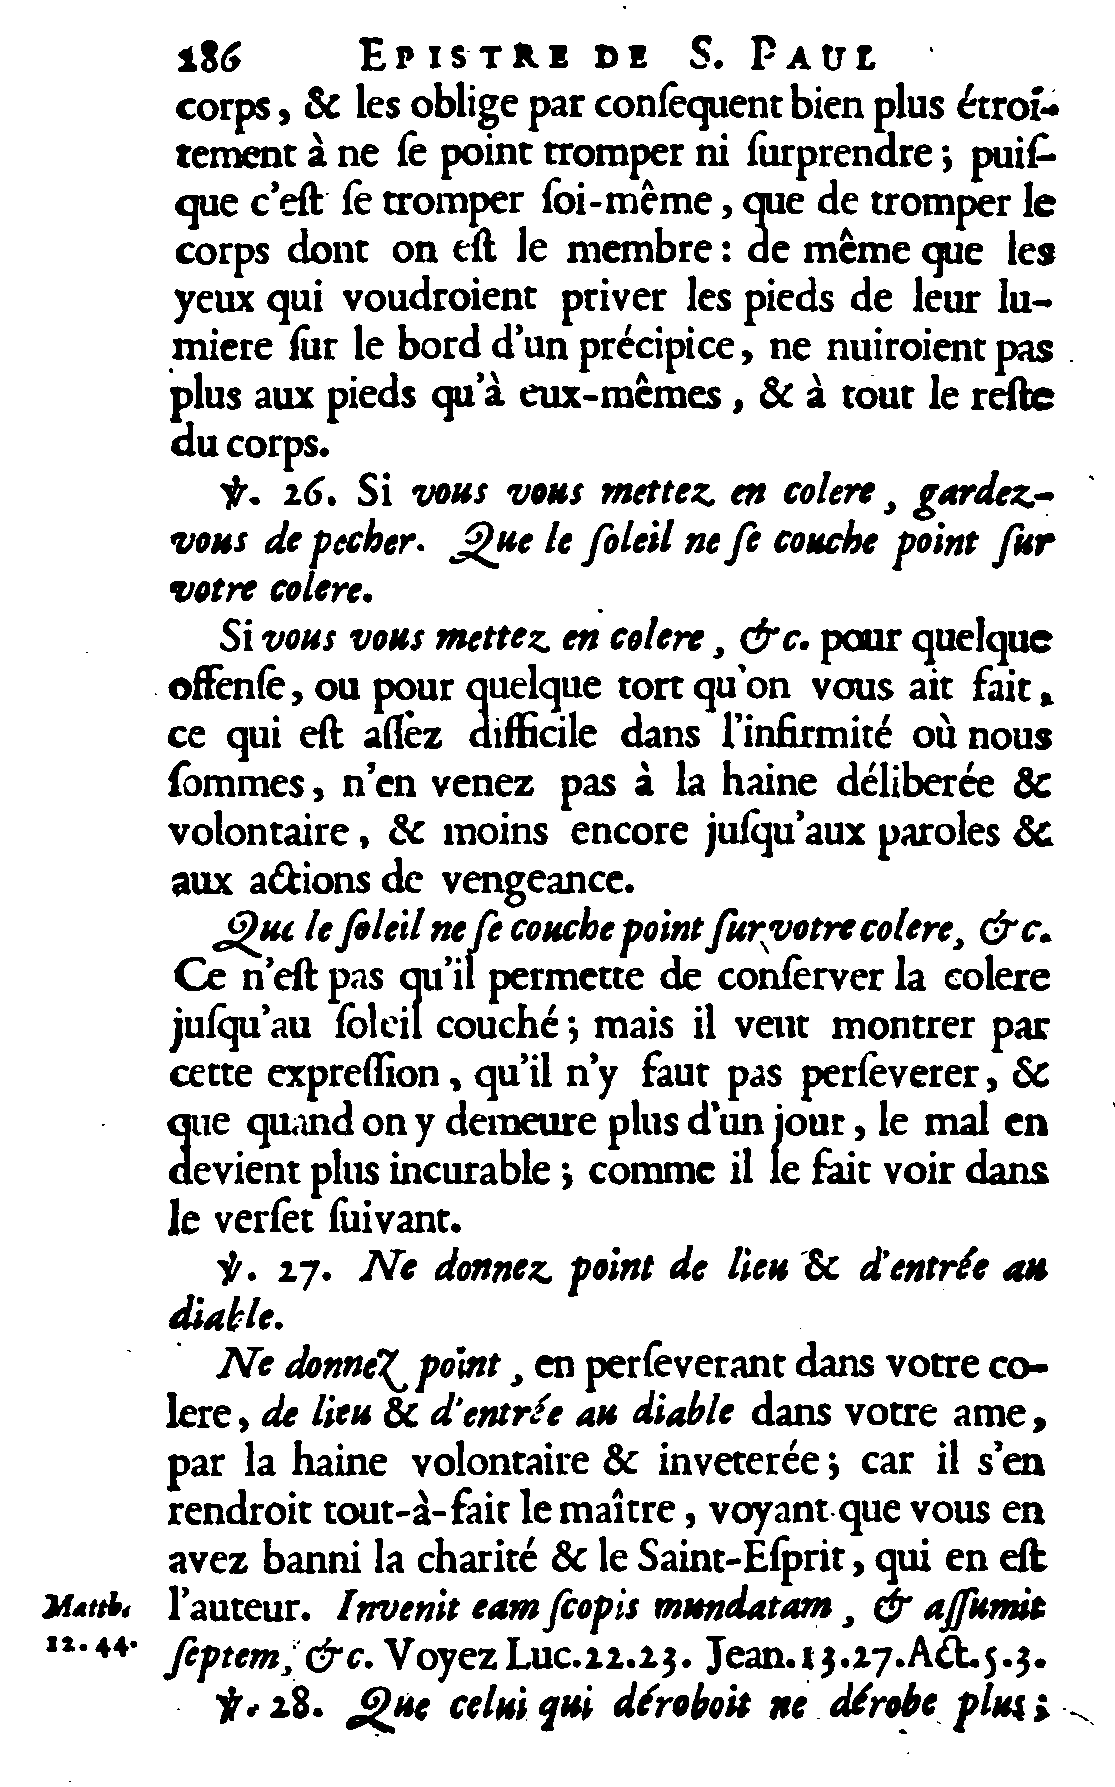 186 EPISTRE DE S. PAUL
corps, & les oblige par conſequent bien plus étroi-
tement à ne ſe point tromper ni ſurprendre; puiſ-
que c'eſt ſe tromper ſoi-même, que de tromper le
corps dont on eſt le membre: de même que les
yeux qui voudroient priver les pieds de leur lu-
miere ſur le bord d'un précipice, ne nuiroient pas
plus aux pieds qu'à eux-mêmes, & à tout le reſte
du corps.
℣. 26. Si vous vous mettez en colere, gardez-
vous de pecher. Que le ſoleil ne ſe couche point ſur
votre colere.
Si vous vous mettez en colere, &c. pour quelque
offenſe, ou pour quelque tort qu'on vous ait fait,
ce qui eſt aſſez difficile dans l'infirmité où nous
ſommes, n'en venez pas à la haine déliberée &
volontaire, & moins encore juſqu'aux paroles &
aux actions de vengeance.
Que le ſoleil ne ſe couche point ſur votre colere, &c.
Ce n'eſt pas qu'il permette de conſerver la colere
juſqu'au ſoleil couché; mais il veut montrer par
cette expreſſion, qu'il n'y faut pas perſeverer, &
que quand on y demeure plus d'un jour, le mal en
devient plus incurable; comme il le fait voir dans
le verſet ſuivant.
℣. 27. Ne donnez point de lieu & d'entrée au
diable.
Ne donnez point, en perſeverant dans votre co-
lere, de lieu & d'entrée au diable dans votre ame,
par la haine volontaire & inveterée; car il s'en
rendroit tout-à-fait le maître, voyant que vous en
avez banni la charité & le Saint-Eſprit, qui en eſt
Matth. l'auteur. Invenit eam ſcopis mundatam, & aſſumit
12.44. ſeptem, &c. Voyez Luc.22.23. Jean.13.27.Act.5.3.
℣. 28. Que celui qui déroboit ne dérobe plus;